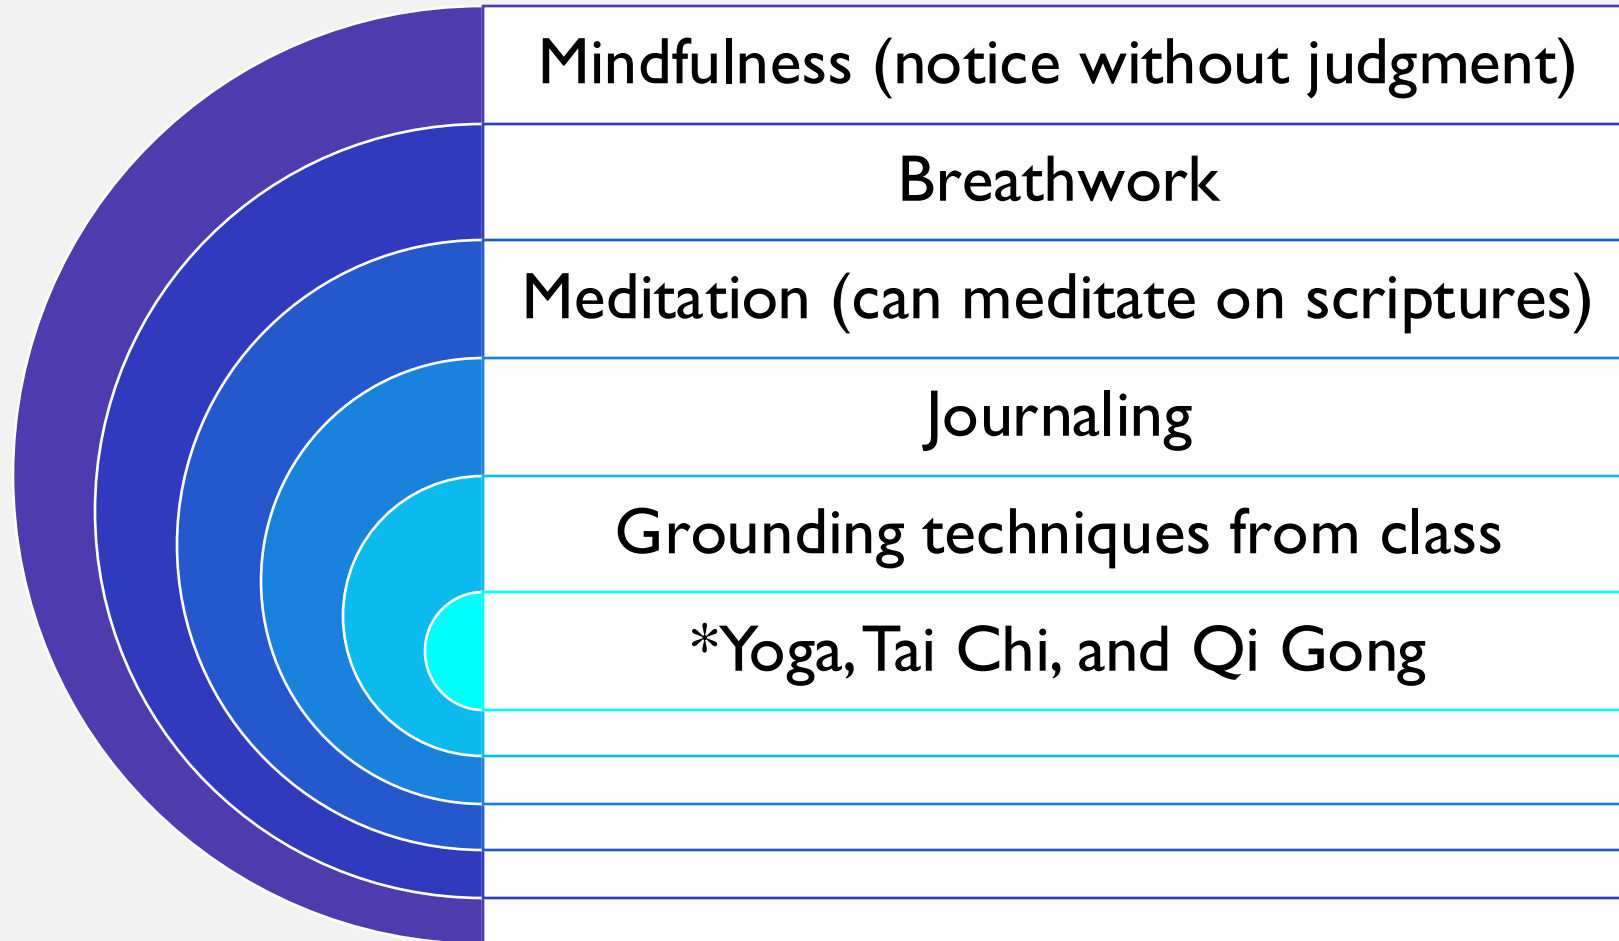 Mindfulness (notice without judgment)
Breathwork
Meditation (can meditate on scriptures)
Journaling
Grounding techniques from class
*Yoga, Tai Chi, and Qi Gong